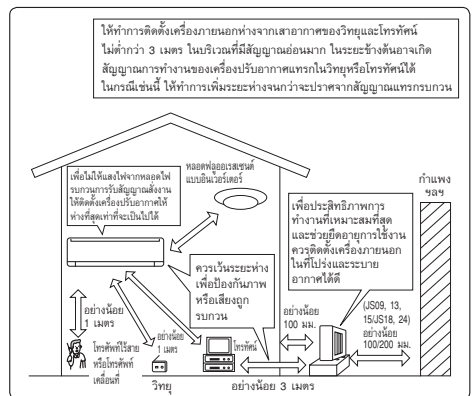 ให้ทำการติดตั้งเครื่องภายนอกห่างจากเสาอากาศของวิทยุและโทรทัศน์
ไม่ต่ำกว่า 3 เมตร ในบริเวณที่มีสัญญาณอ่อนมาก ในระยะข้างต้นอาจเกิด
สัญญาณการทำงานของเครื่องปรับอากาศแทรกในวิทยุหรือโทรทัศน์ได้
ในกรณีเช่นนี้ ให้ทำการเพิ่มระยะห่างจนกว่าจะปราศจากสัญญาณแทรกรบกวน
เพื่อไม่ให้แสงไฟจากหลอดไฟ
รบกวนการรับสัญญาณสั่งงาน
ให้ติดตั้งเครื่องปรับอากาศให้
ห่างที่สุดเท่าที่จะเป็นไปได้
หลอดฟลูออเรสเซนต์
แบบอินเวอร์เตอร์
กำแพง
ฯลฯ
เพื่อประสิทธิภาพการ
ทำงานที่เหมาะสมที่สุด
และช่วยยืดอายุการใช้งาน
ควรติดตั้งเครื่องภายนอก
ในที่โปร่งและระบาย
อากาศได้ดี
ควรเว้นระยะห่าง
เพื่อป้องกันภาพ
หรือเสียงถูก
รบกวน
อย่างน้อย
1 เมตร
อย่างน้อย
1 เมตร
อย่างน้อย
100 มม.
(JS09, 13,
15/JS18, 24)
อย่างน้อย
100/200 มม.
โทรศัพท์ไร้สาย
หรือโทรศัพท์
เคลื่อนที่
โทรทัศน์
วิทยุ
อย่างน้อย 3 เมตร